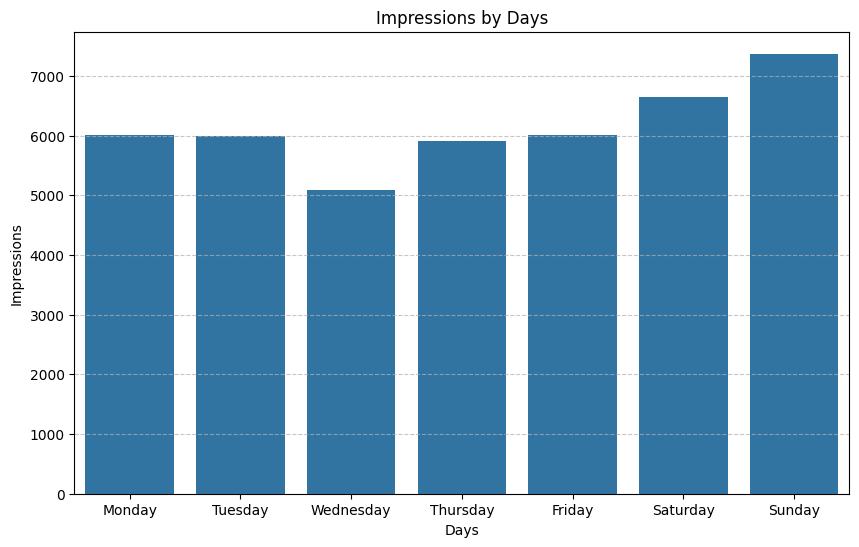 Impressions by Days
Impressions
7000
6000
5000
4000
3000
2000
1000
0
Monday Tuesday Wednesday Thursday Friday Saturday Sunday
Days